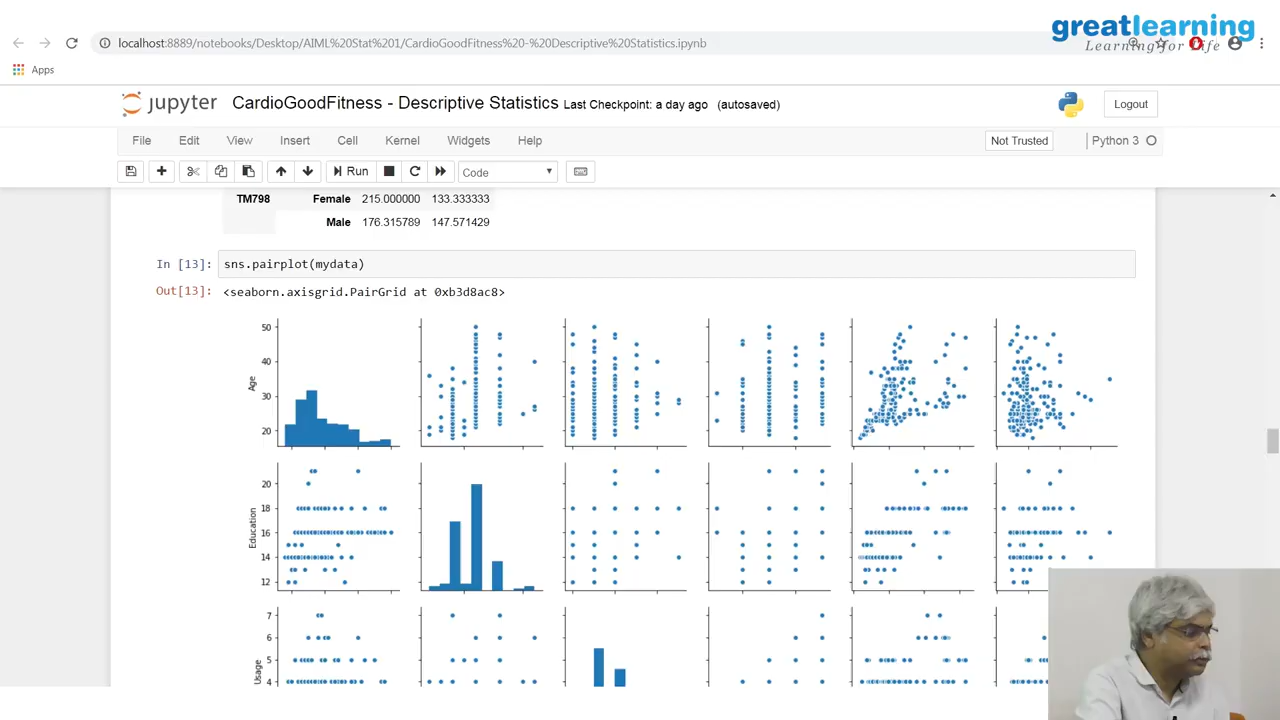 greatlearning
Learning for Life
localhost:8889/notebooks/Desktop/AIML%20Stat%201/CardioGoodFitness%20-%20Descriptive%20Statistics.ipynb
Apps
jupyter CardioGoodFitness - Descriptive Statistics Last Checkpoint: a day ago (autosaved)
Logout
File Edit View Insert Cell Kernel Widgets Help
Not Trusted
Python 3
Run
Code
TM798 Female 215.000000 133.333333
Male 176.315789 147.571429
In [13]: sns.pairplot(mydata)
Out[13]: <seaborn.axisgrid.PairGrid at 0xb3d8ac8>
50
40
30
20
Age
20
18
16
14
12
Education
7
6
5
4
Usage